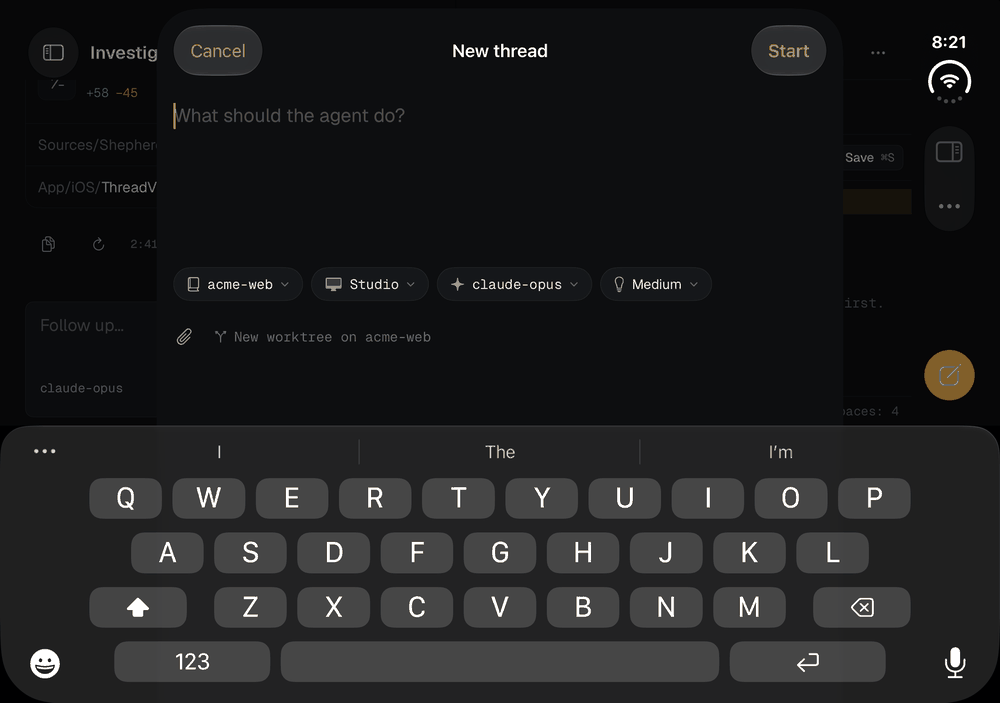 Investig
+58 −45
Sources/Shepher
App/iOS/ThreadV
2:41
Follow up...
claude-opus
Cancel
New thread
Start
What should the agent do?
acme-web
Studio
claude-opus
Medium
New worktree on acme-web
8:21
Save ⌘S
irst.
paces: 4
I
The
I'm
Q W E R T Y U I O P
A S D F G H J K L
Z X C V B N M
123